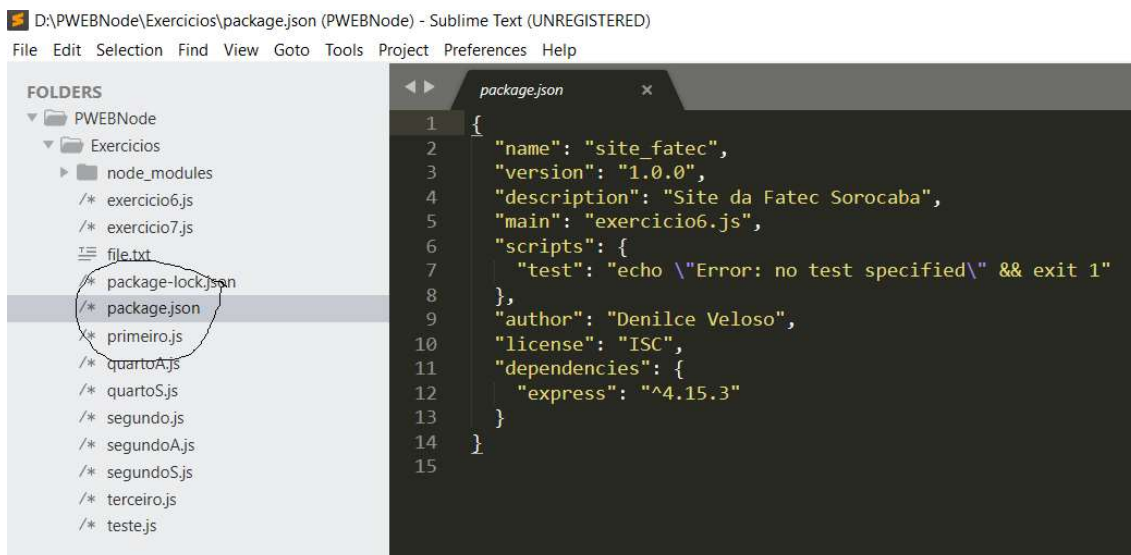 D:\PWEBNode\Exercicios\package.json (PWEBNode) - Sublime Text (UNREGISTERED)
File Edit Selection Find View Goto Tools Project Preferences Help
FOLDERS
PWEBNode
Exercicios
node_modules
/* exercicio6.js
/* exercicio7.js
file.txt
/* package-lock.json
/* package.json
/* primeiro.js
/* quartoA.js
/* quartoS.js
/* segundo.js
/* segundoA.js
/* segundoS.js
/* terceiro.js
/* teste.js
package.json ×
1 {
2 "name": "site_fatec",
3 "version": "1.0.0",
4 "description": "Site da Fatec Sorocaba",
5 "main": "exercicio6.js",
6 "scripts": {
7 "test": "echo \"Error: no test specified\" && exit 1"
8 },
9 "author": "Denilce Veloso",
10 "license": "ISC",
11 "dependencies": {
12 "express": "^4.15.3"
13 }
14 }
15